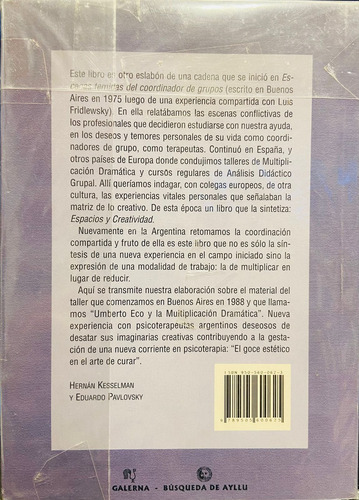 Este libro es otro eslabón de una cadena que se inició en Es-
cenas temidas del coordinador de grupos (escrito en Buenos
Aires en 1975 luego de una experiencia compartida con Luis
Fridlewsky). En ella relatábamos las escenas conflictivas de
los profesionales que decidieron estudiarse con nuestra ayuda,
en los deseos y temores personales de su vida como coordi-
nadores de grupo, como terapeutas. Continuó en España, y
otros países de Europa donde condujimos talleres de Multipli-
cación Dramática y cursos regulares de Análisis Didáctico
Grupal. Allí queríamos indagar, con colegas europeos, de otra
cultura, las experiencias vitales personales que señalaban la
matriz de lo creativo. De esta época un libro que la sintetiza:
Espacios y Creatividad.
Nuevamente en la Argentina retomamos la coordinación
compartida y fruto de ella es este libro que no es sólo la sín-
tesis de una nueva experiencia en el campo iniciado sino la
expresión de una modalidad de trabajo: la de multiplicar en
lugar de reducir.
Aquí se transmite nuestra elaboración sobre el material del
taller que comenzamos en Buenos Aires en 1988 y que llama-
mos "Umberto Eco y la Multiplicación Dramática". Nueva
experiencia con psicoterapeutas argentinos deseosos de
desatar sus imaginarias creativas contribuyendo a la gesta-
ción de una nueva corriente en psicoterapia: "El goce estético
en el arte de curar".
HERNÁN KESSELMAN
Y EDUARDO PAVLOVSKY
GALERNA - BÚSQUEDA DE AYLLU